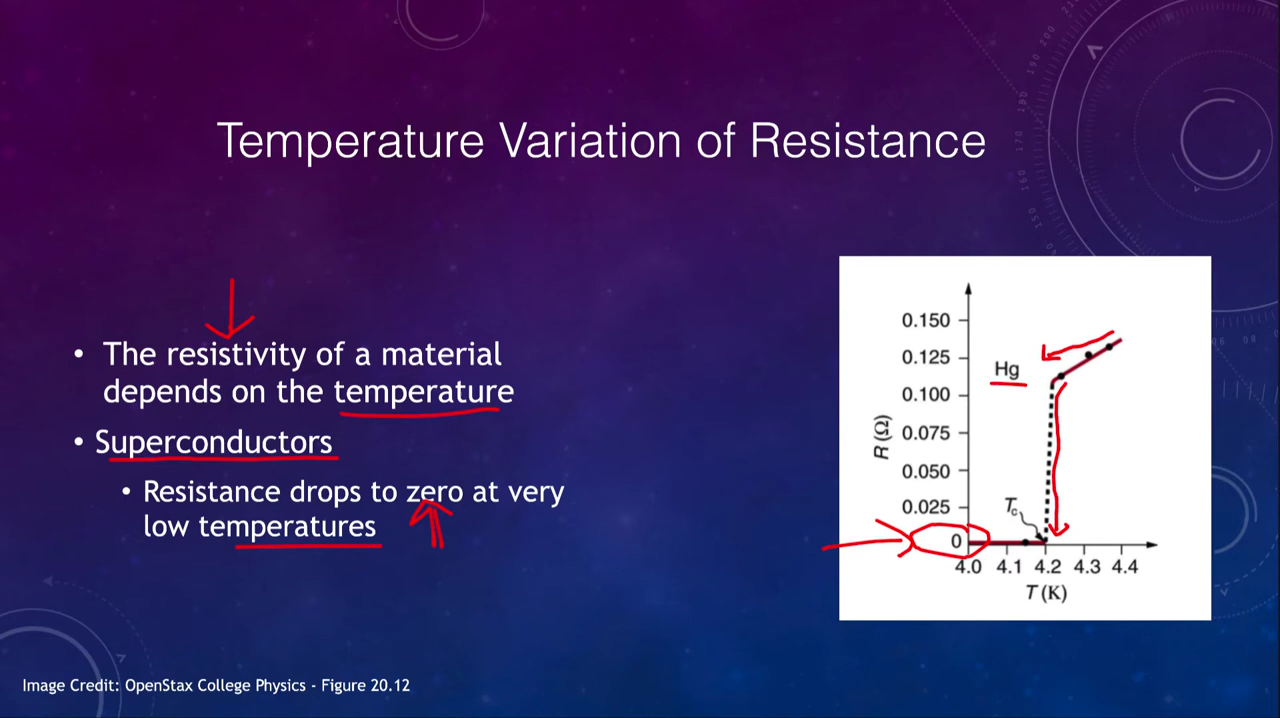 Temperature Variation of Resistance
• The resistivity of a material
depends on the temperature
• Superconductors
• Resistance drops to zero at very
low temperatures
0.150
0.125
Hg
0.100
0.075
R (Ω)
0.050
0.025
Tc
0
4.0 4.1 4.2 4.3 4.4
T (K)
Image Credit: OpenStax College Physics - Figure 20.12